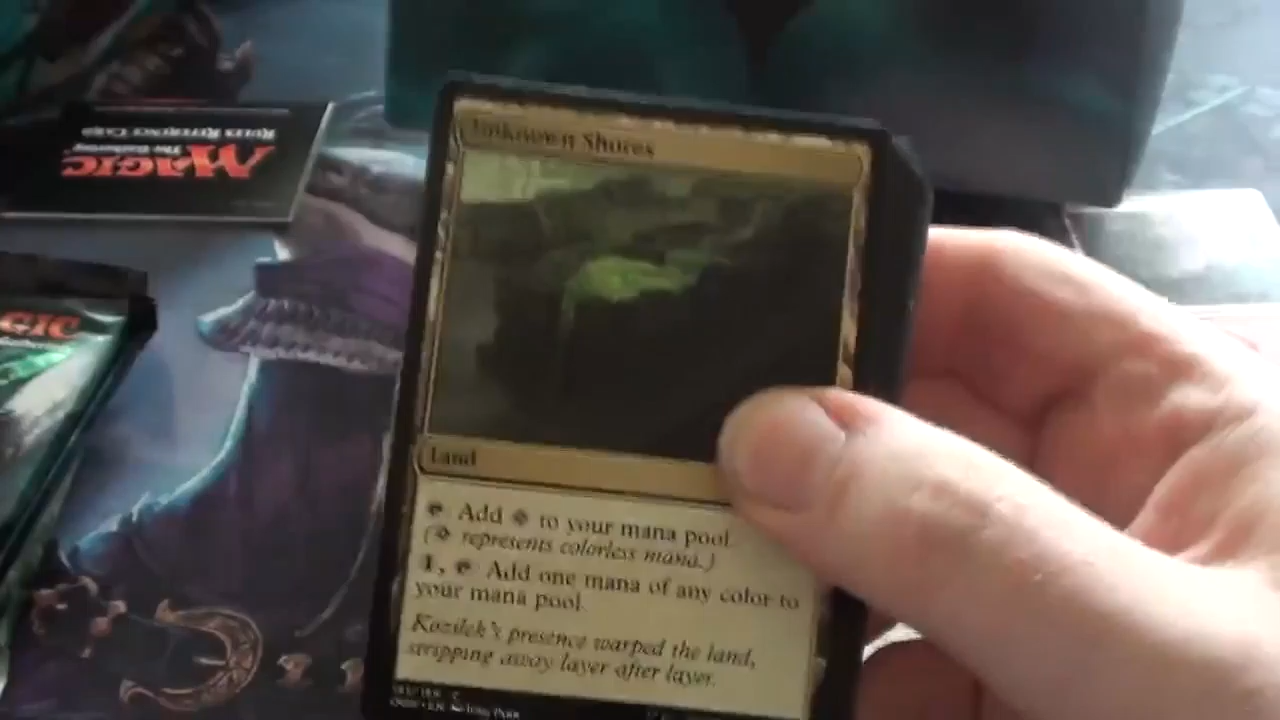 Unknown Shores
Land
Add to your mana pool.
( represents colorless mana.)
1, Add one mana of any color to
your mana pool.
Kozilek's presence warped the land,
stripping away layer after layer.
MAGIC
The Gathering
RULES REFERENCE CARD
GIC